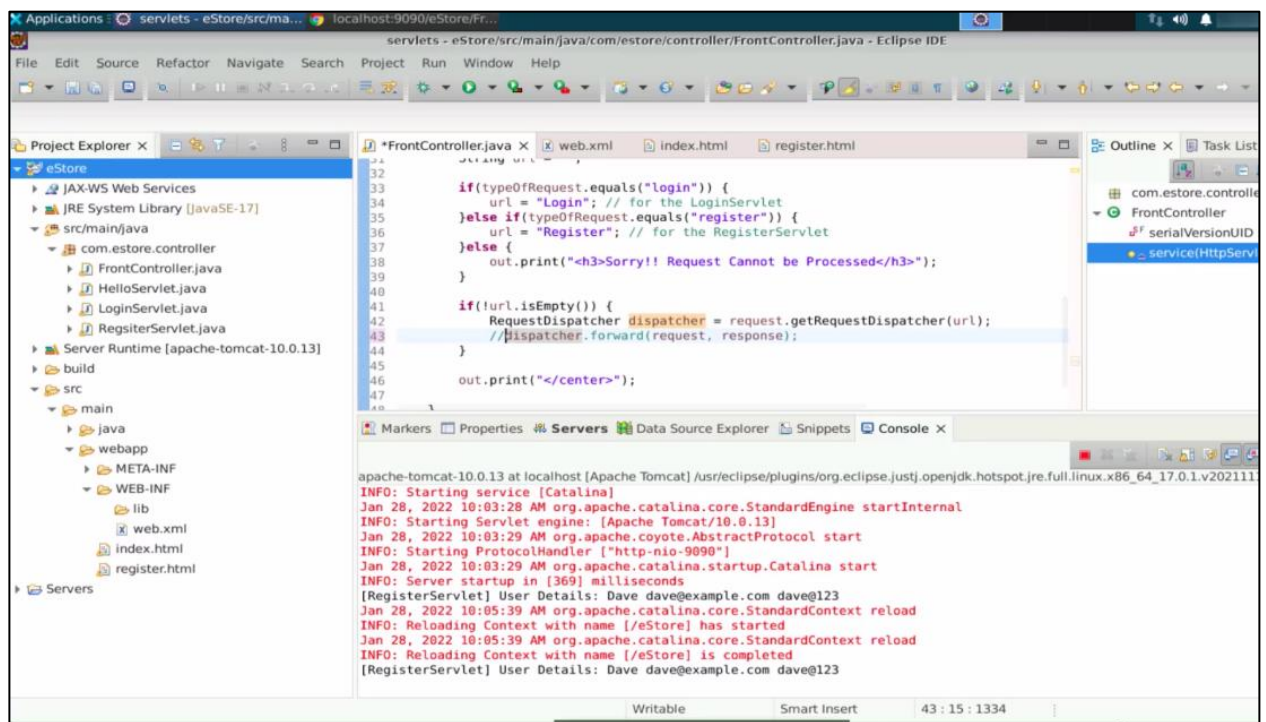 Applications : servlets - eStore/src/ma... localhost:9090/eStore/Fr...
servlets - eStore/src/main/java/com/estore/controller/FrontController.java - Eclipse IDE
File Edit Source Refactor Navigate Search Project Run Window Help
Project Explorer
eStore
JAX-WS Web Services
JRE System Library [JavaSE-17]
src/main/java
com.estore.controller
FrontController.java
HelloServlet.java
LoginServlet.java
RegsiterServlet.java
Server Runtime [apache-tomcat-10.0.13]
build
src
main
java
webapp
META-INF
WEB-INF
lib
web.xml
index.html
register.html
Servers
*FrontController.java web.xml index.html register.html
32
33 if(typeOfRequest.equals("login")) {
34 url = "Login"; // for the LoginServlet
35 }else if(typeOfRequest.equals("register")) {
36 url = "Register"; // for the RegisterServlet
37 }else {
38 out.print("<h3>Sorry!! Request Cannot be Processed</h3>");
39 }
40
41 if(!url.isEmpty()) {
42 RequestDispatcher dispatcher = request.getRequestDispatcher(url);
43 //dispatcher.forward(request, response);
44 }
45
46 out.print("</center>");
47
}
Outline Task List
com.estore.controlle
FrontController
serialVersionUID
service(HttpServl
Markers Properties Servers Data Source Explorer Snippets Console
apache-tomcat-10.0.13 at localhost [Apache Tomcat] /usr/eclipse/plugins/org.eclipse.justj.openjdk.hotspot.jre.full.linux.x86_64_17.0.1.v2021111
INFO: Starting service [Catalina]
Jan 28, 2022 10:03:28 AM org.apache.catalina.core.StandardEngine startInternal
INFO: Starting Servlet engine: [Apache Tomcat/10.0.13]
Jan 28, 2022 10:03:29 AM org.apache.coyote.AbstractProtocol start
INFO: Starting ProtocolHandler ["http-nio-9090"]
Jan 28, 2022 10:03:29 AM org.apache.catalina.startup.Catalina start
INFO: Server startup in [369] milliseconds
[RegisterServlet] User Details: Dave dave@example.com dave@123
Jan 28, 2022 10:05:39 AM org.apache.catalina.core.StandardContext reload
INFO: Reloading Context with name [/eStore] has started
Jan 28, 2022 10:05:39 AM org.apache.catalina.core.StandardContext reload
INFO: Reloading Context with name [/eStore] is completed
[RegisterServlet] User Details: Dave dave@example.com dave@123
Writable Smart Insert 43 : 15 : 1334